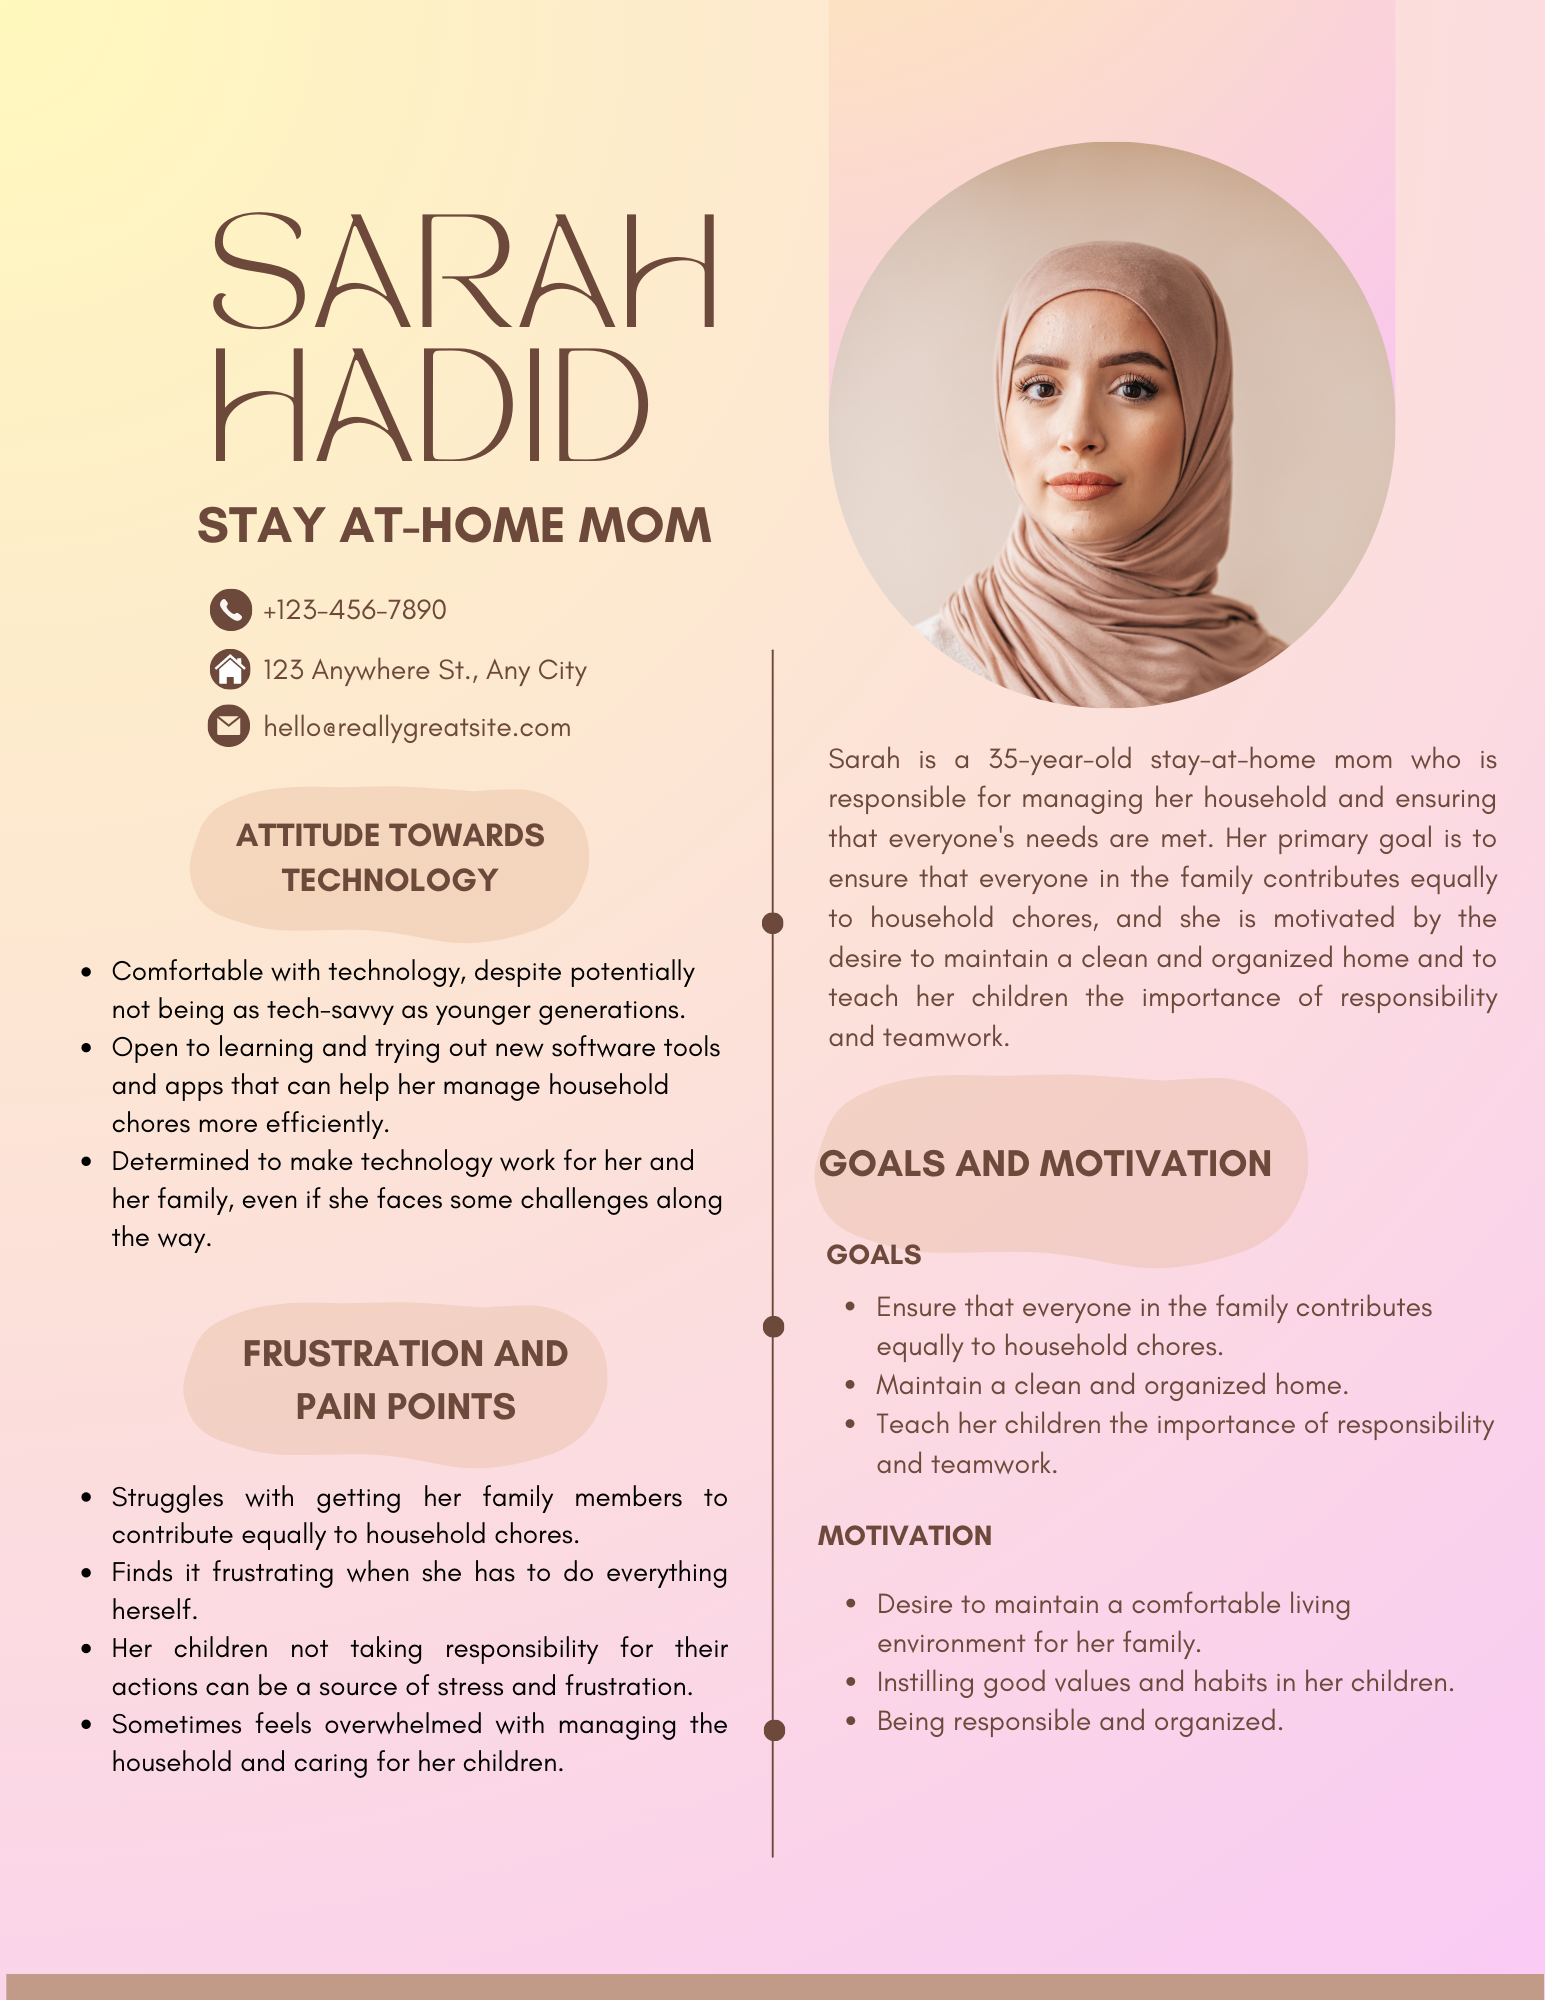 SARAH
HADID
STAY AT-HOME MOM
+123-456-7890
123 Anywhere St., Any City
hello@reallygreatsite.com
ATTITUDE TOWARDS
TECHNOLOGY
• Comfortable with technology, despite potentially
not being as tech-savvy as younger generations.
• Open to learning and trying out new software tools
and apps that can help her manage household
chores more efficiently.
• Determined to make technology work for her and
her family, even if she faces some challenges along
the way.
FRUSTRATION AND
PAIN POINTS
• Struggles with getting her family members to
contribute equally to household chores.
• Finds it frustrating when she has to do everything
herself.
• Her children not taking responsibility for their
actions can be a source of stress and frustration.
• Sometimes feels overwhelmed with managing the
household and caring for her children.
Sarah is a 35-year-old stay-at-home mom who is
responsible for managing her household and ensuring
that everyone's needs are met. Her primary goal is to
ensure that everyone in the family contributes equally
to household chores, and she is motivated by the
desire to maintain a clean and organized home and to
teach her children the importance of responsibility
and teamwork.
GOALS AND MOTIVATION
GOALS
• Ensure that everyone in the family contributes
equally to household chores.
• Maintain a clean and organized home.
• Teach her children the importance of responsibility
and teamwork.
MOTIVATION
• Desire to maintain a comfortable living
environment for her family.
• Instilling good values and habits in her children.
• Being responsible and organized.